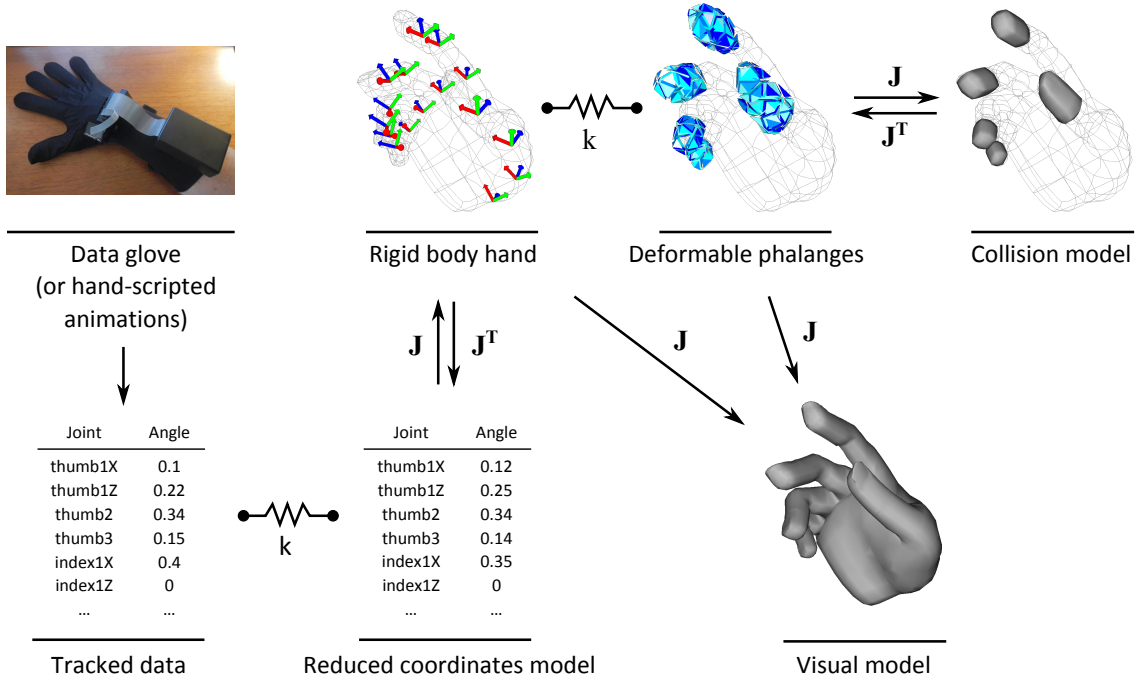 J
J^T
k
Data glove
(or hand-scripted
animations)
Rigid body hand
Deformable phalanges
Collision model
J
J^T
J
J
Joint Angle
thumb1X 0.1
thumb1Z 0.22
thumb2 0.34
thumb3 0.15
index1X 0.4
index1Z 0
... ...
k
Joint Angle
thumb1X 0.12
thumb1Z 0.25
thumb2 0.34
thumb3 0.14
index1X 0.35
index1Z 0
... ...
Tracked data
Reduced coordinates model
Visual model